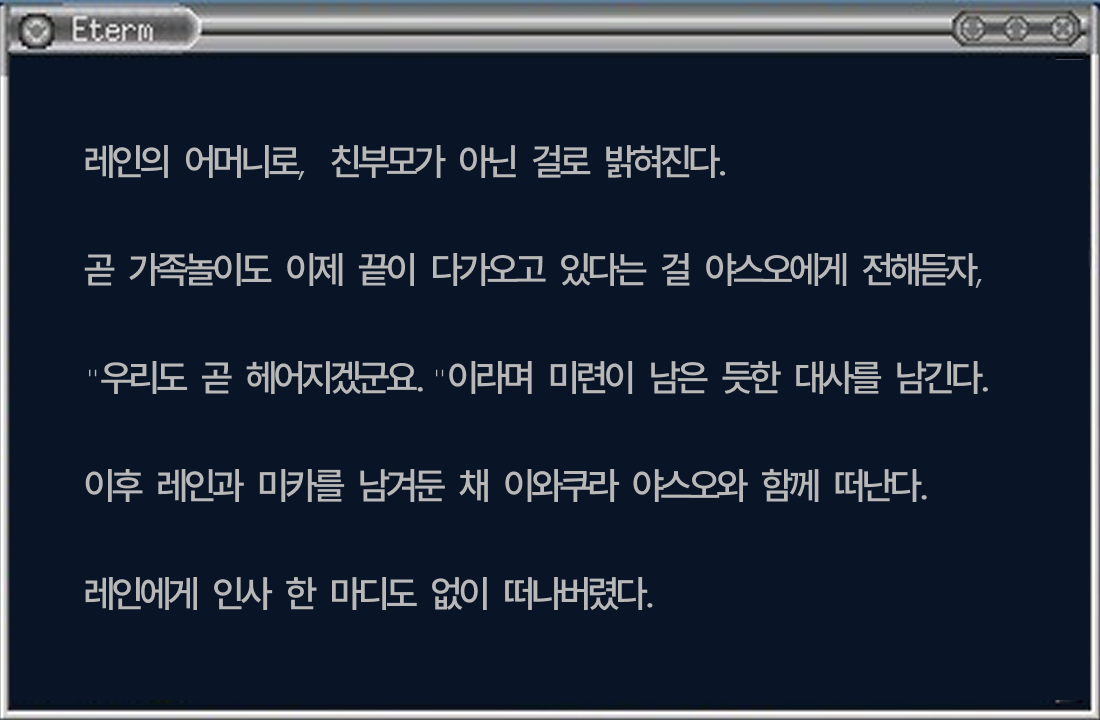 Eterm
레인의 어머니로, 친부모가 아닌 걸로 밝혀진다.
곧 가족놀이도 이제 끝이 다가오고 있다는 걸 야스오에게 전해듣자,
"우리도 곧 헤어지겠군요. "이라며 미련이 남은 듯한 대사를 남긴다.
이후 레인과 미카를 남겨둔 채 이와쿠라 야스오와 함께 떠난다.
레인에게 인사 한 마디도 없이 떠나버렸다.